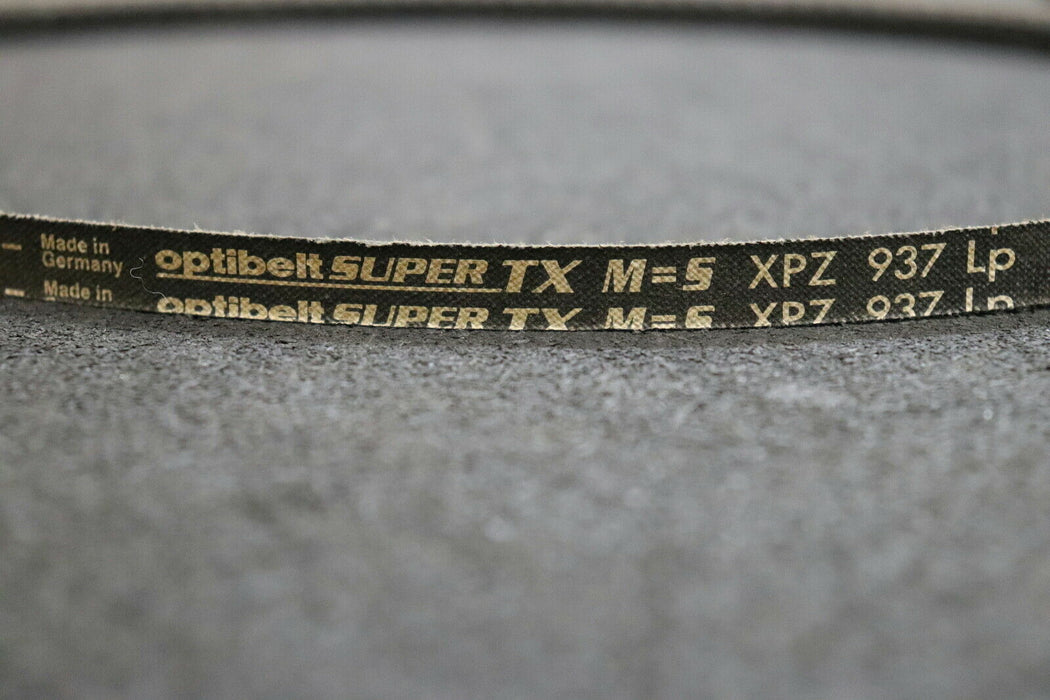 Made in
Germany
optibelt SUPER TX M=S XPZ 937 Lp
Made in
optibelt SUPER TX M=S XPZ 937 Lp